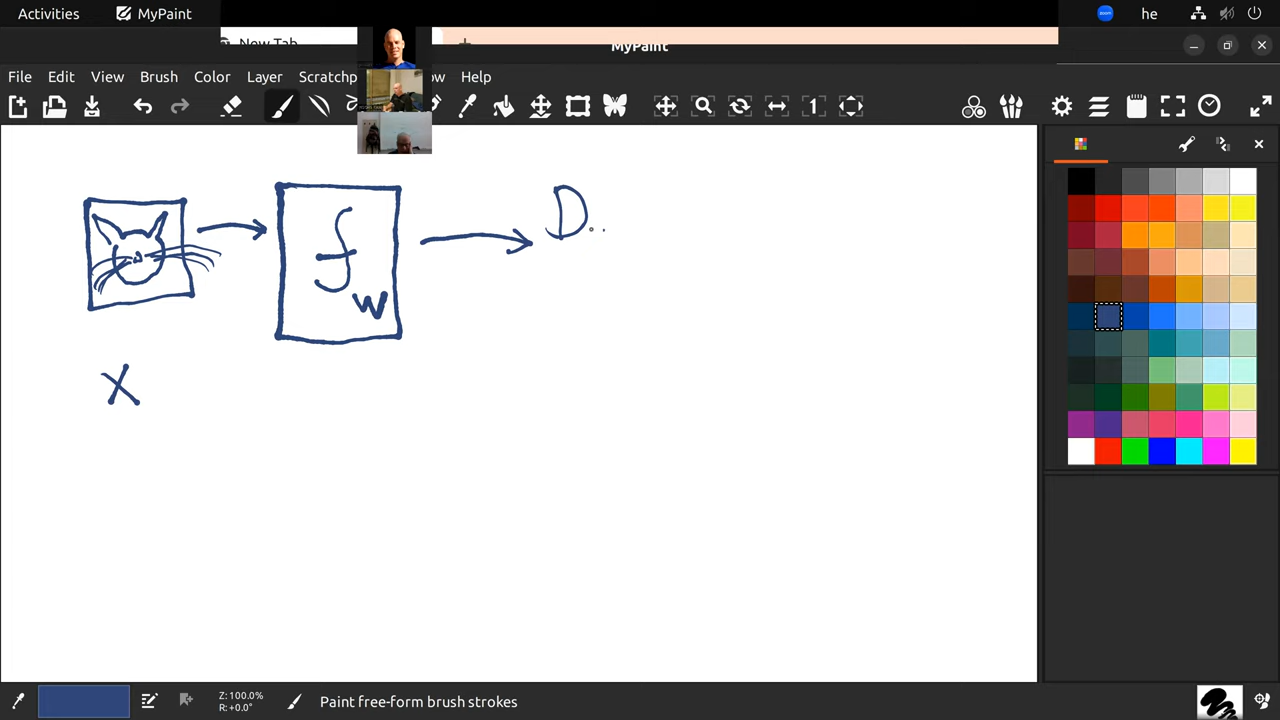 Activities MyPaint he
New Tab
MyPaint
File Edit View Brush Color Layer Help
1
f
W
D
X
Z: 100.0%
R: +0.0°
Paint free-form brush strokes